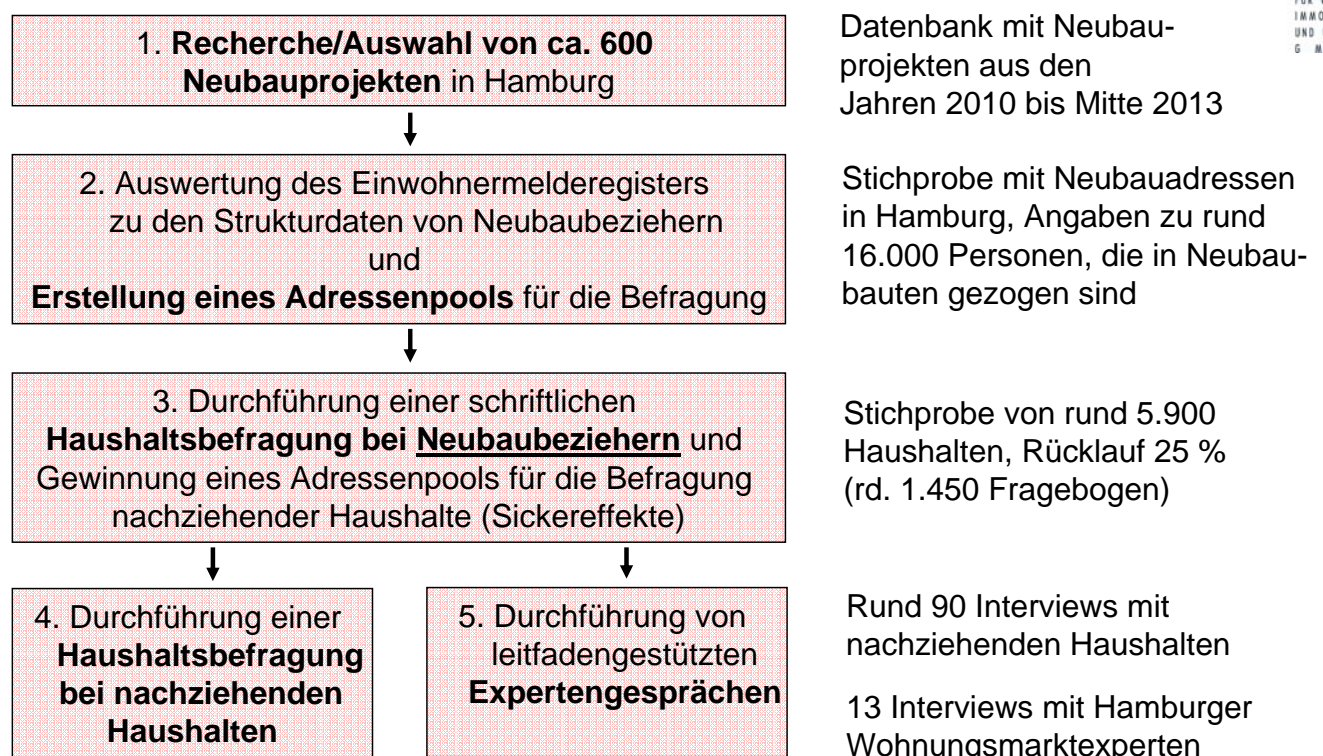 1. Recherche/Auswahl von ca. 600
Neubauprojekten in Hamburg
Datenbank mit Neubau-
projekten aus den
Jahren 2010 bis Mitte 2013
2. Auswertung des Einwohnermelderegisters
zu den Strukturdaten von Neubaubeziehern
und
Erstellung eines Adressenpools für die Befragung
Stichprobe mit Neubauadressen
in Hamburg, Angaben zu rund
16.000 Personen, die in Neubau-
bauten gezogen sind
3. Durchführung einer schriftlichen
Haushaltsbefragung bei Neubaubeziehern und
Gewinnung eines Adressenpools für die Befragung
nachziehender Haushalte (Sickereffekte)
Stichprobe von rund 5.900
Haushalten, Rücklauf 25 %
(rd. 1.450 Fragebogen)
4. Durchführung einer
Haushaltsbefragung
bei nachziehenden
Haushalten
5. Durchführung von
leitfadengestützten
Expertengesprächen
Rund 90 Interviews mit
nachziehenden Haushalten
13 Interviews mit Hamburger
Wohnungsmarktexperten
UND